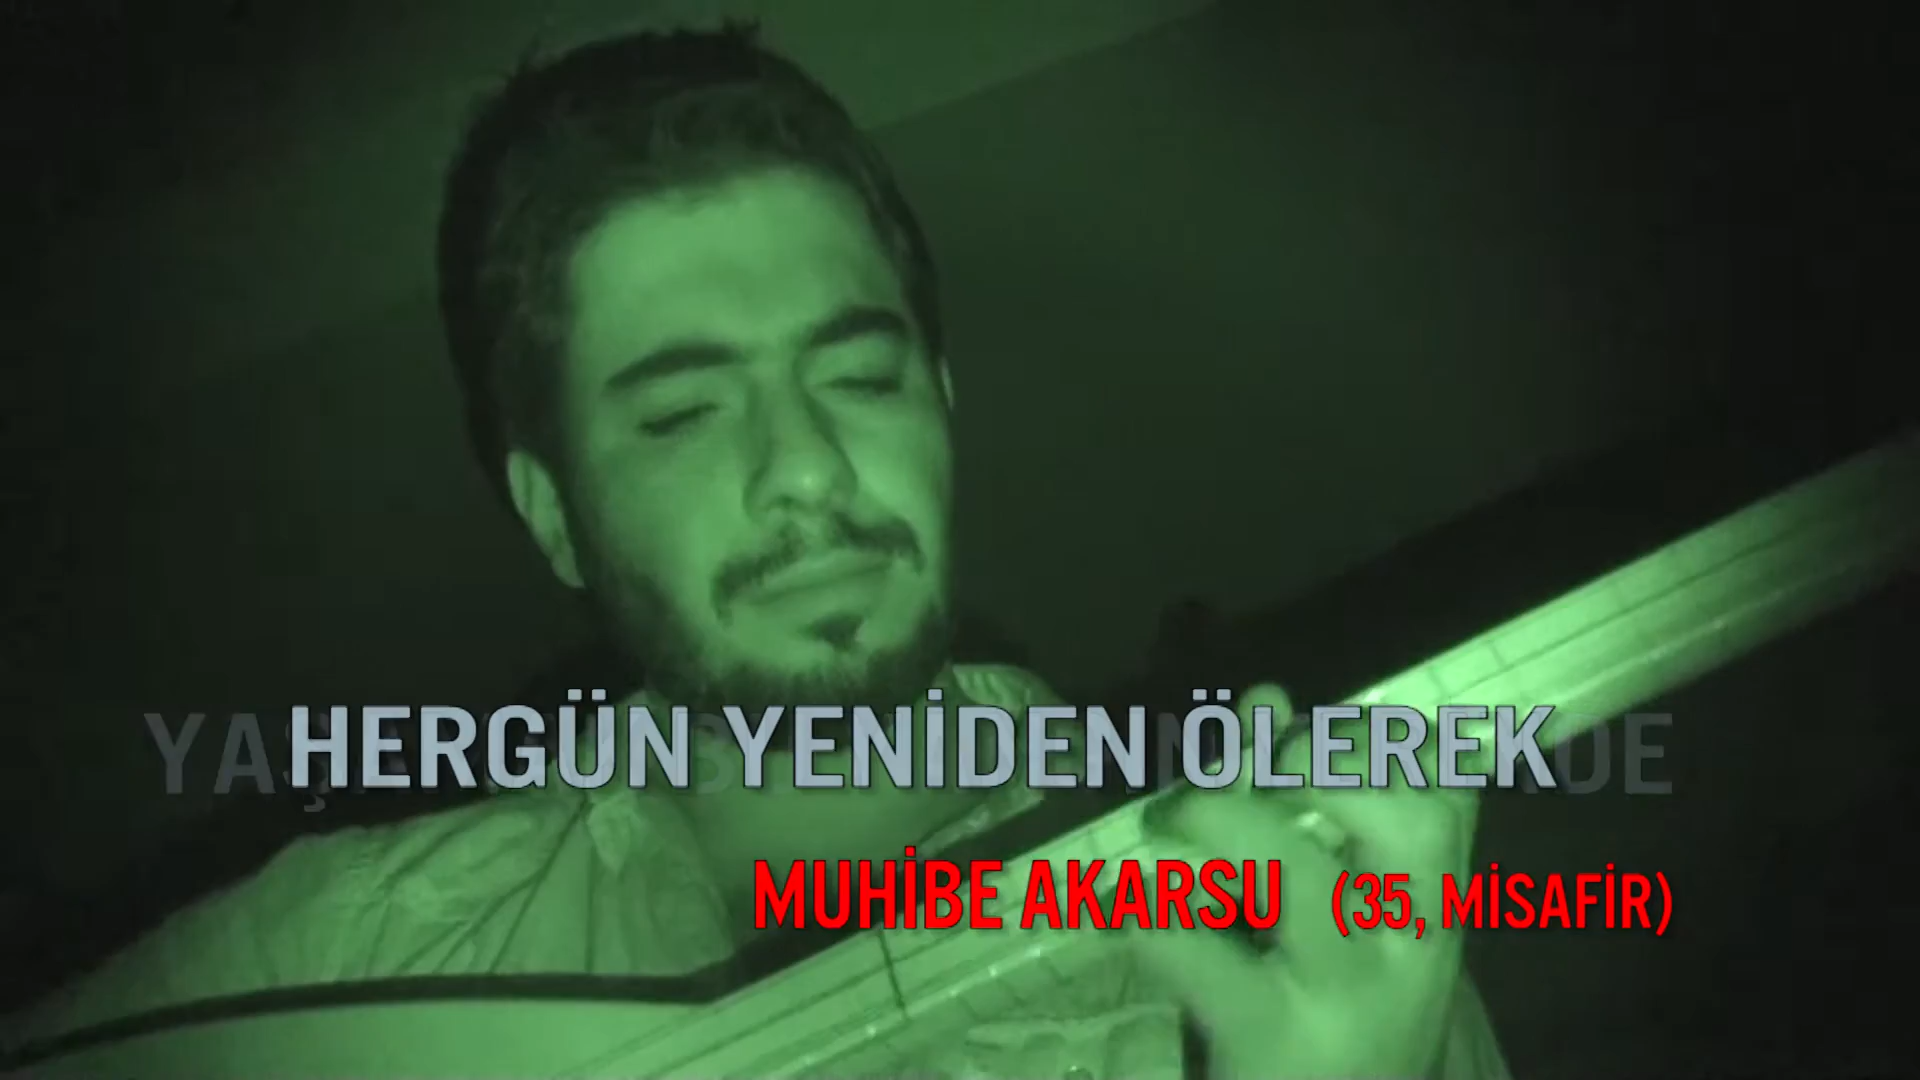 HERGÜN YENİDEN ÖLEREK
MUHİBE AKARSU (35, MİSAFİR)